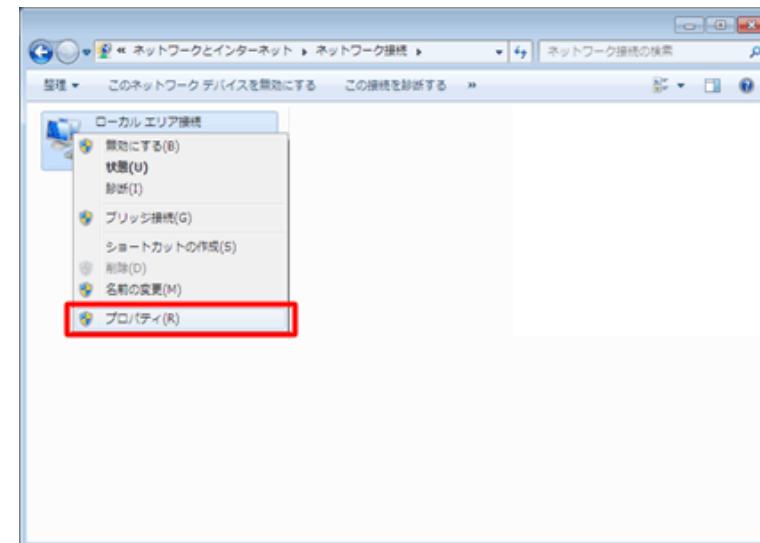 « ネットワークとインターネット ▸ ネットワーク接続 ▸ ネットワーク接続の検索
整理 ▾ このネットワーク デバイスを無効にする この接続を診断する »
ローカル エリア接続
無効にする(B)
状態(U)
診断(I)
ブリッジ接続(G)
ショートカットの作成(S)
削除(D)
名前の変更(M)
プロパティ(R)